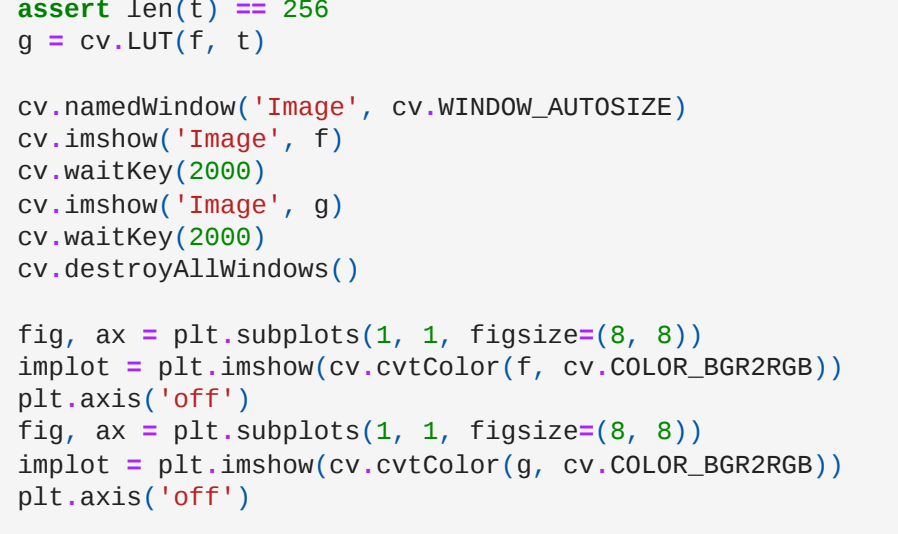 assert len(t) == 256
g = cv.LUT(f, t)
cv.namedWindow('Image', cv.WINDOW_AUTOSIZE)
cv.imshow('Image', f)
cv.waitKey(2000)
cv.imshow('Image', g)
cv.waitKey(2000)
cv.destroyAllWindows()
fig, ax = plt.subplots(1, 1, figsize=(8, 8))
implot = plt.imshow(cv.cvtColor(f, cv.COLOR_BGR2RGB))
plt.axis('off')
fig, ax = plt.subplots(1, 1, figsize=(8, 8))
implot = plt.imshow(cv.cvtColor(g, cv.COLOR_BGR2RGB))
plt.axis('off')